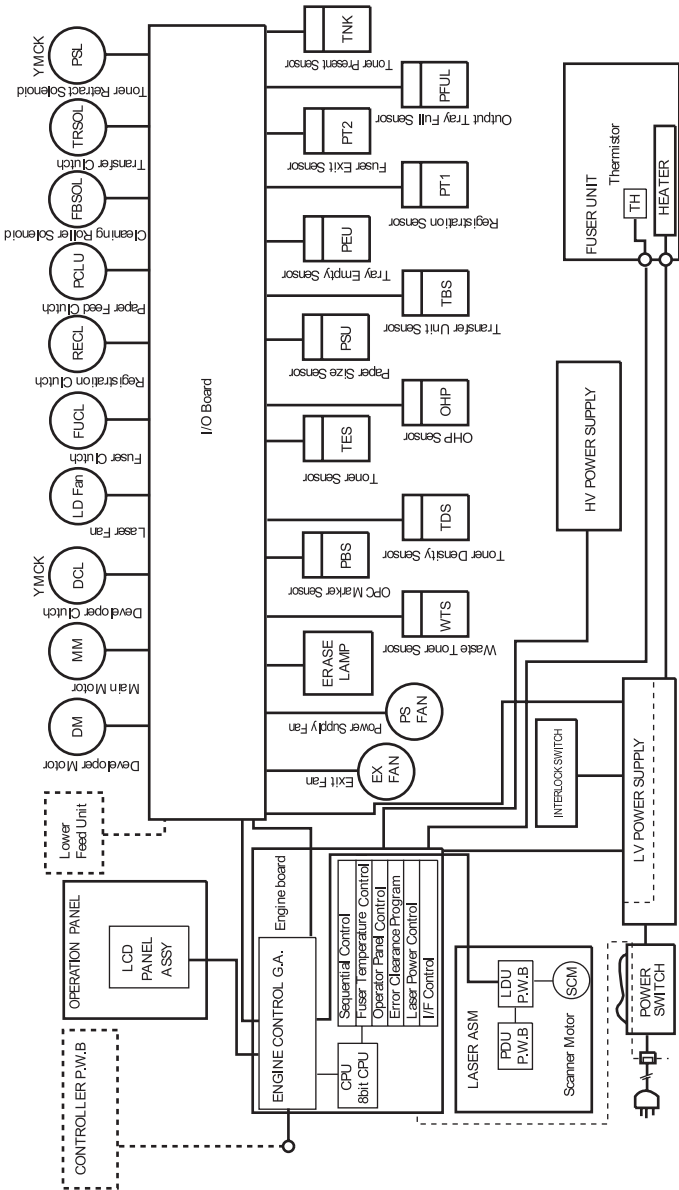 CONTROLLER P.W.B
OPERATION PANEL
LCD
PANEL
ASSY
Lower
Feed Unit
DM
Developer Motor
MM
Main Motor
YMCK
DCL
Developer Clutch
LD Fan
Laser Fan
FUCL
Fuser Clutch
RECL
Registration Clutch
PCLU
Paper Feed Clutch
FBSOL
Cleaning Roller Solenoid
TRSOL
Transfer Clutch
YMCK
PSL
Toner Retract Solenoid
I/O Board
Engine board
ENGINE CONTROL G.A.
CPU
8bit CPU
Sequential Control
Fuser Temperature Control
Operator Panel Control
Error Clearance Program
Laser Power Control
I/F Control
EX
FAN
Exit Fan
PS
FAN
Power Supply Fan
ERASE
LAMP
WTS
Waste Toner Sensor
PBS
OPC Marker Sensor
TDS
Toner Density Sensor
TES
Toner Sensor
OHP
OHP Sensor
PSU
Paper Size Sensor
TBS
Transfer Unit Sensor
PEU
Tray Empty Sensor
PT1
Registration Sensor
PT2
Fuser Exit Sensor
PFUL
Output Tray Full Sensor
TNK
Toner Present Sensor
LASER ASM
PDU
P.W.B
LDU
P.W.B
SCM
Scanner Motor
POWER
SWITCH
LV POWER SUPPLY
INTERLOCK SWITCH
HV POWER SUPPLY
FUSER UNIT
Thermistor
TH
HEATER